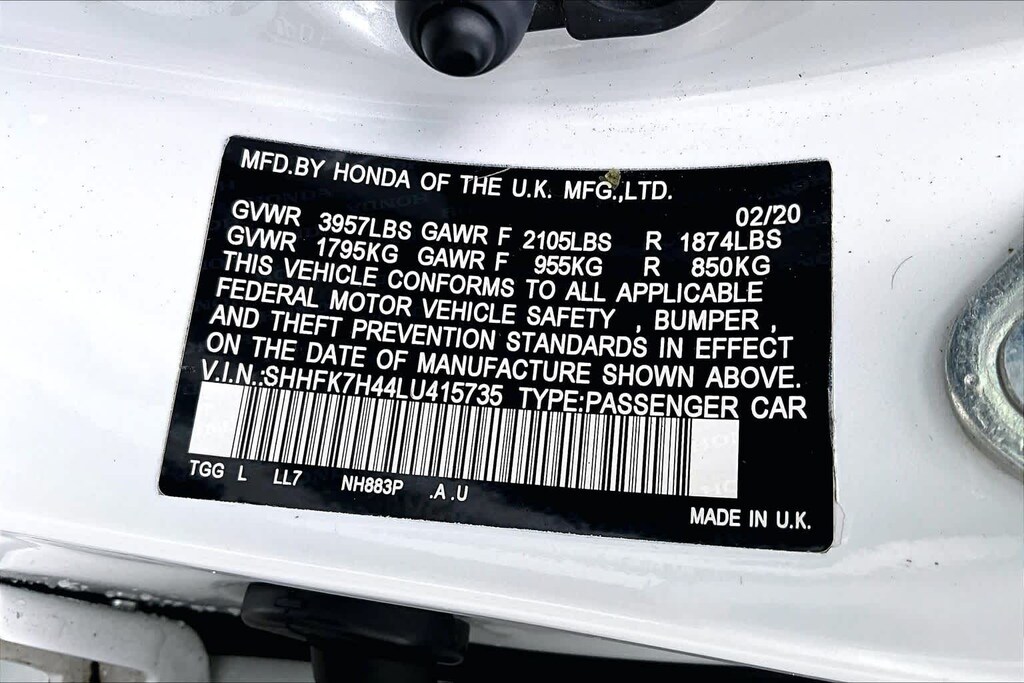 MFD.BY HONDA OF THE U.K. MFG.,LTD.
02/20
GVWR 3957LBS GAWR F 2105LBS R 1874LBS
GVWR 1795KG GAWR F 955KG R 850KG
THIS VEHICLE CONFORMS TO ALL APPLICABLE
FEDERAL MOTOR VEHICLE SAFETY , BUMPER ,
AND THEFT PREVENTION STANDARDS IN EFFECT
ON THE DATE OF MANUFACTURE SHOWN ABOVE.
V.I.N.:SHHFK7H44LU415735 TYPE:PASSENGER CAR
TGG L LL7 NH883P .A .U
MADE IN U.K.